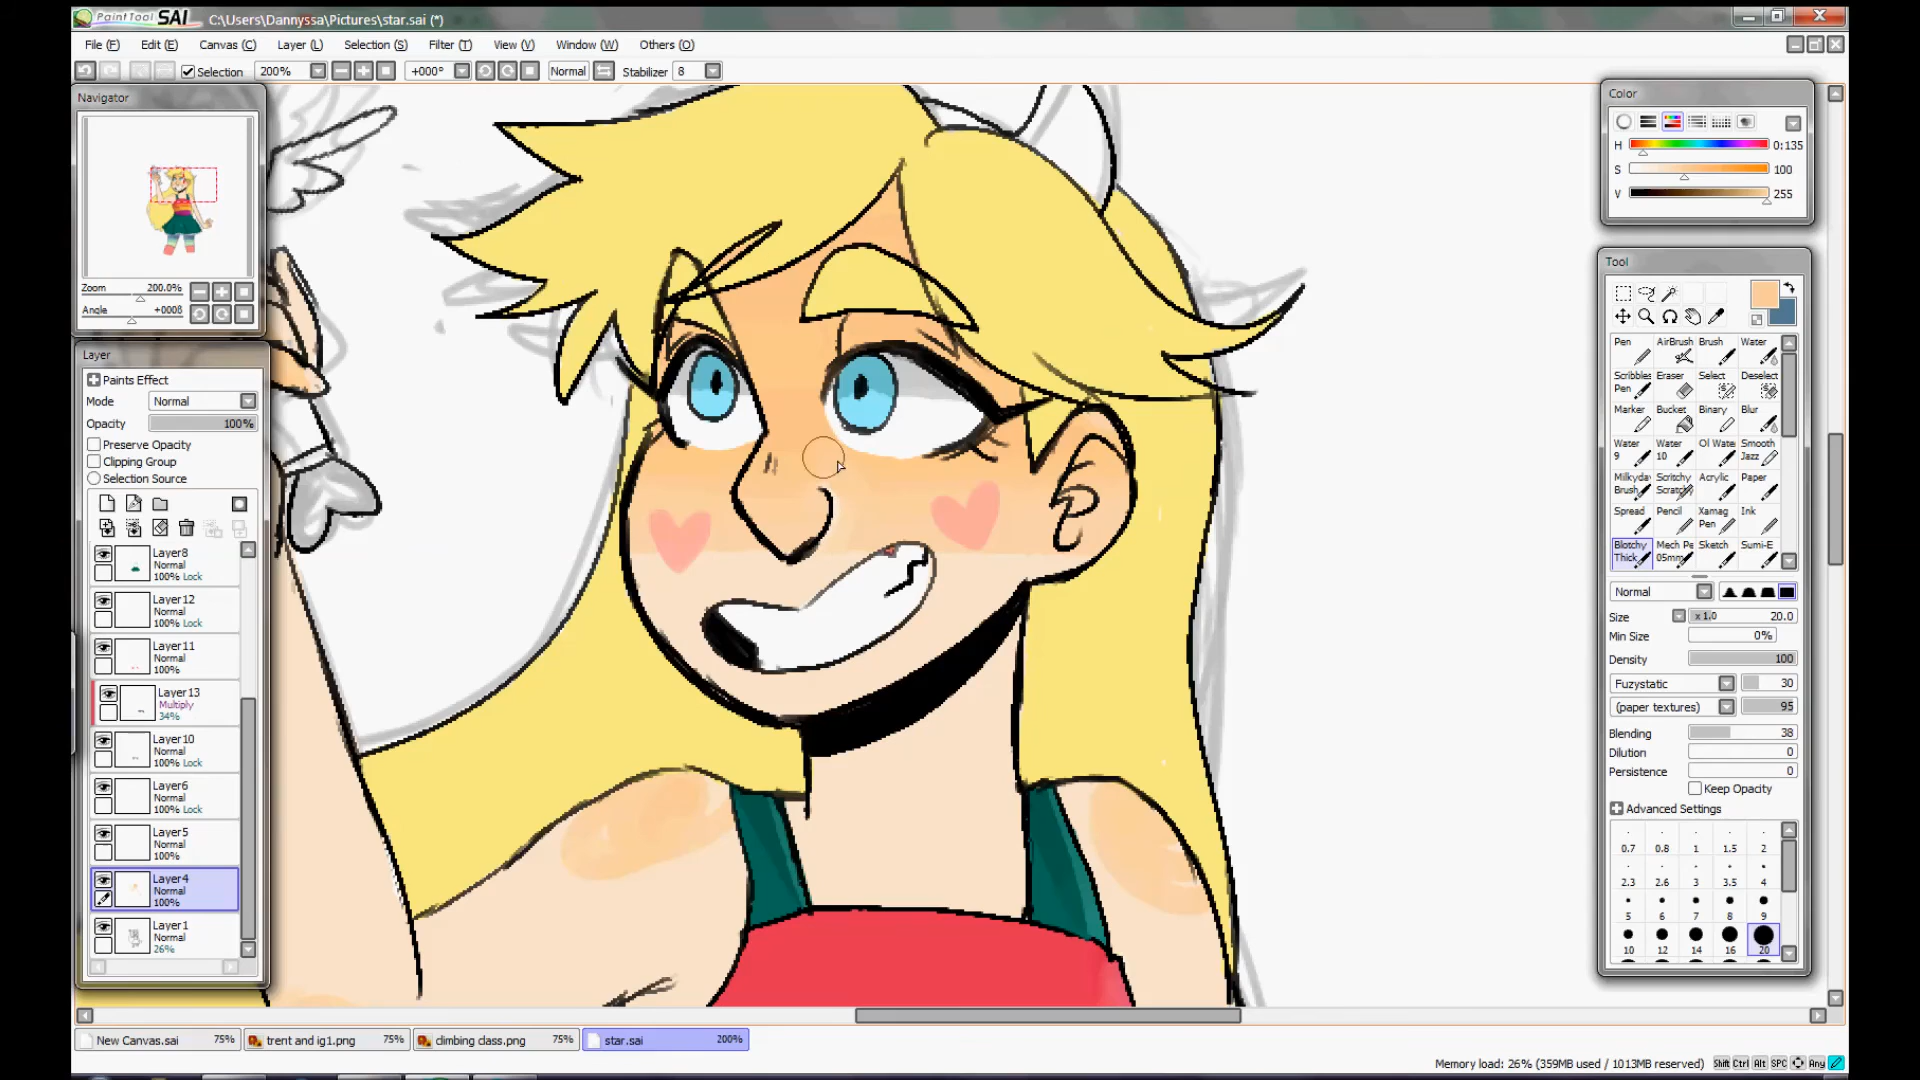 PaintTool SAI C:\Users\Dannyssa\Pictures\star.sai (*)
File (F) Edit (E) Canvas (C) Layer (L) Selection (S) Filter (T) View (V) Window (W) Others (O)
Selection 200% +000° Normal Stabilizer 8
Navigator
Zoom 200.0%
Angle +000θ
Layer
Paints Effect
Mode Normal
Opacity 100%
Preserve Opacity
Clipping Group
Selection Source
Layer8
Normal
100% Lock
Layer12
Normal
100% Lock
Layer11
Normal
100%
Layer13
Multiply
34%
Layer10
Normal
100% Lock
Layer6
Normal
100% Lock
Layer5
Normal
100%
Layer4
Normal
100%
Layer1
Normal
26%
Color
H 0:135
S 100
V 255
Tool
Pen AirBrush Brush Water
Scribbles Pen Eraser Select Deselect
Marker Bucket Binary Blur
Water 9 Water 10 Ol Water Smooth Jazz
Milkyday Brush Scritchy Scratchy Acrylic Paper
Spread Pencil Xamag Pen Ink
Blotchy Thick Mech Pe 05mm Sketch Sumi-E
Normal
Size x 1.0 20.0
Min Size 0%
Density 100
Fuzystatic 30
(paper textures) 95
Blending 38
Dilution 0
Persistence 0
Keep Opacity
Advanced Settings
0.7 0.8 1 1.5 2
2.3 2.6 3 3.5 4
5 6 7 8 9
10 12 14 16 20
New Canvas.sai 75% trent and ig1.png 75% climbing class.png 75% star.sai 200%
Memory load: 26% (359MB used / 1013MB reserved) Shift Ctrl Alt SPC Any